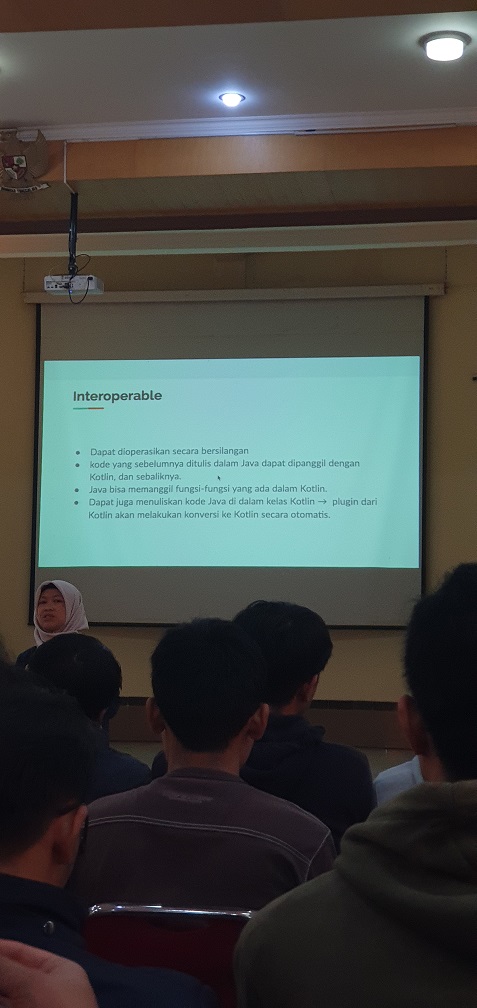 Interoperable
● Dapat dioperasikan secara bersilangan
● kode yang sebelumnya ditulis dalam Java dapat dipanggil dengan
Kotlin, dan sebaliknya.
● Java bisa memanggil fungsi-fungsi yang ada dalam Kotlin.
● Dapat juga menuliskan kode Java di dalam kelas Kotlin → plugin dari
Kotlin akan melakukan konversi ke Kotlin secara otomatis.